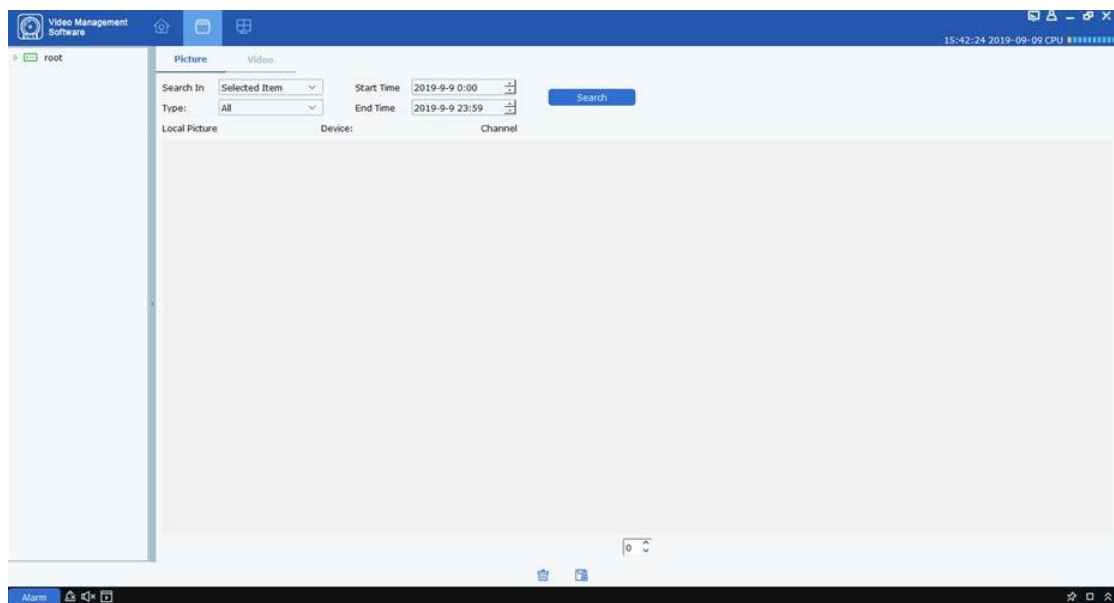 Video Management
Software
15:42:24 2019-09-09 CPU
root
Picture Video
Search In Selected Item Start Time 2019-9-9 0:00 Search
Type: All End Time 2019-9-9 23:59
Local Picture Device: Channel
0
Alarm